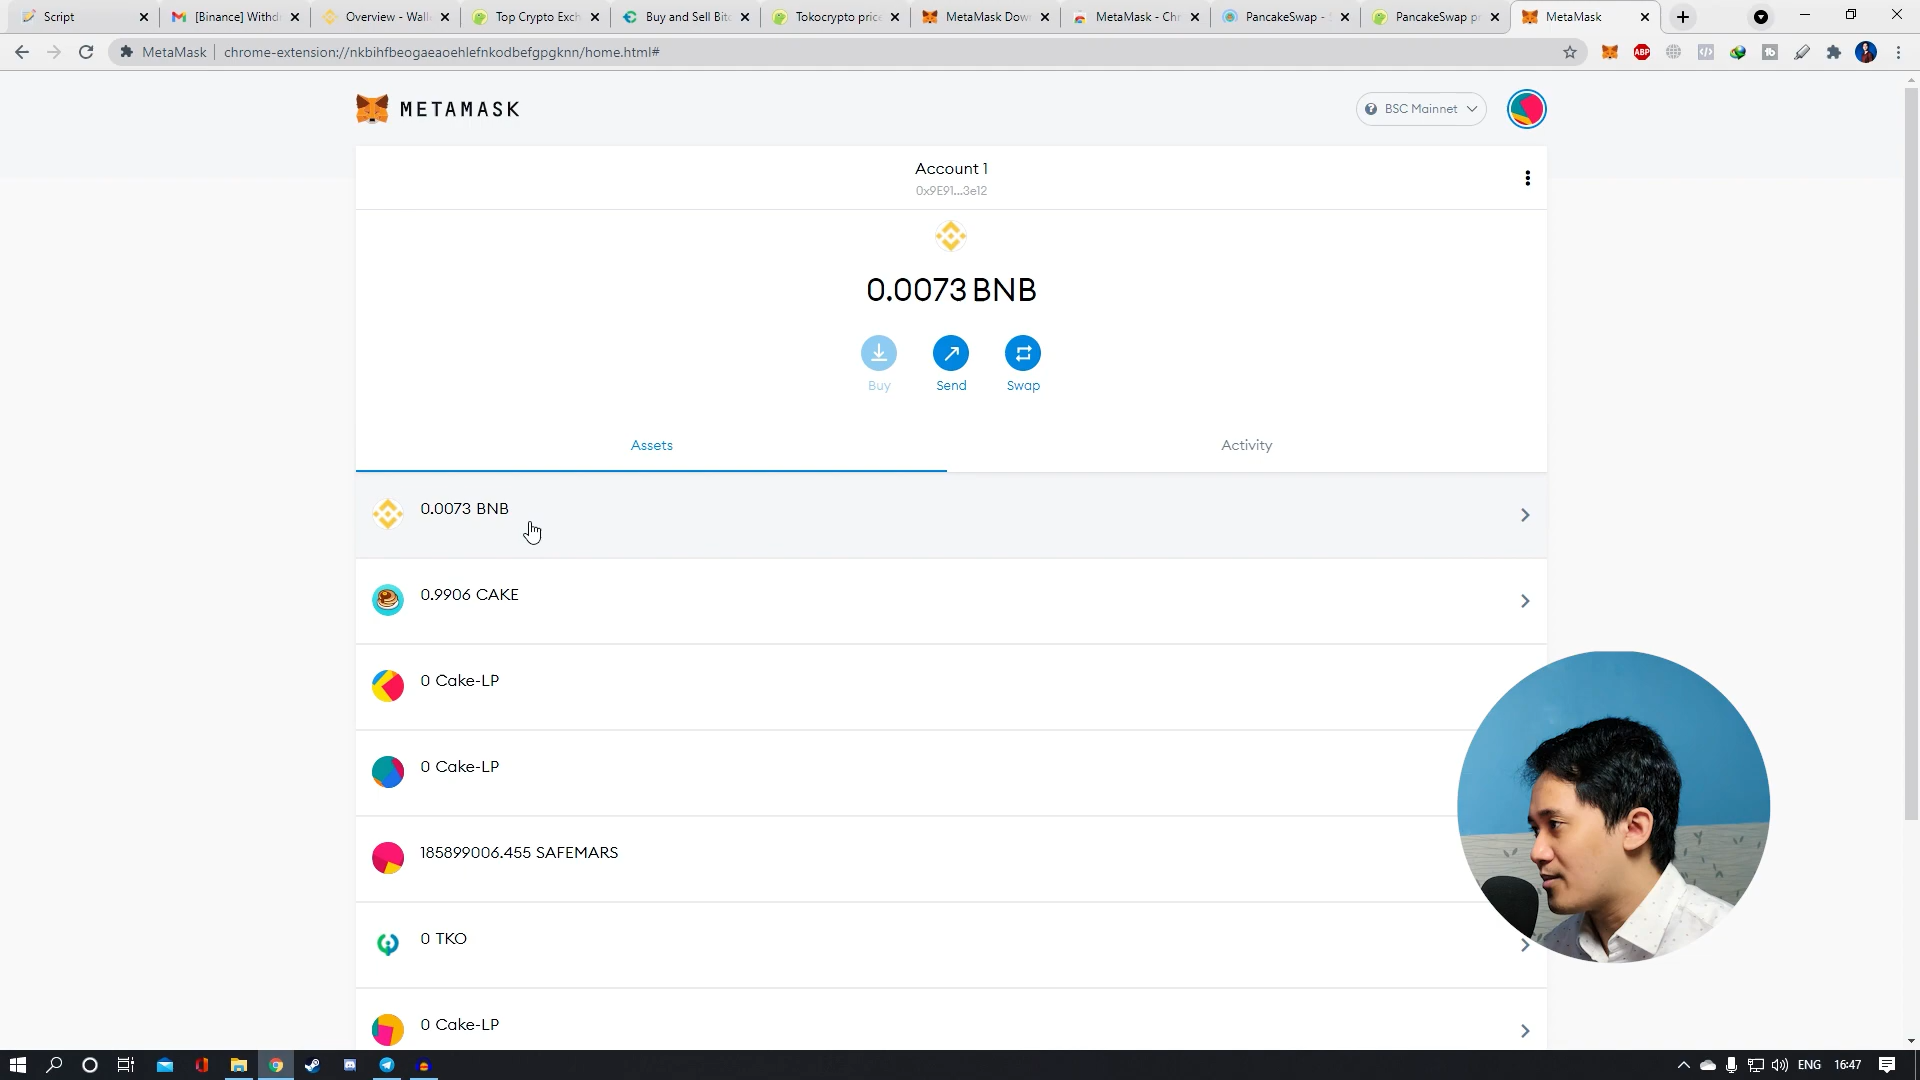 Script
[Binance] Withd
Overview - Wall
Top Crypto Exch
Buy and Sell Bit
Tokocrypto price
MetaMask Dow
MetaMask - Chr
PancakeSwap -
PancakeSwap p
MetaMask
MetaMask chrome-extension://nkbihfbeogaeaoehlefnkodbefgpgknn/home.html#
ABP
METAMASK
BSC Mainnet
Account 1
0x9E91...3e12
0.0073 BNB
Buy
Send
Swap
Assets
Activity
0.0073 BNB
0.9906 CAKE
0 Cake-LP
0 Cake-LP
185899006.455 SAFEMARS
0 TKO
0 Cake-LP
ENG 16:47